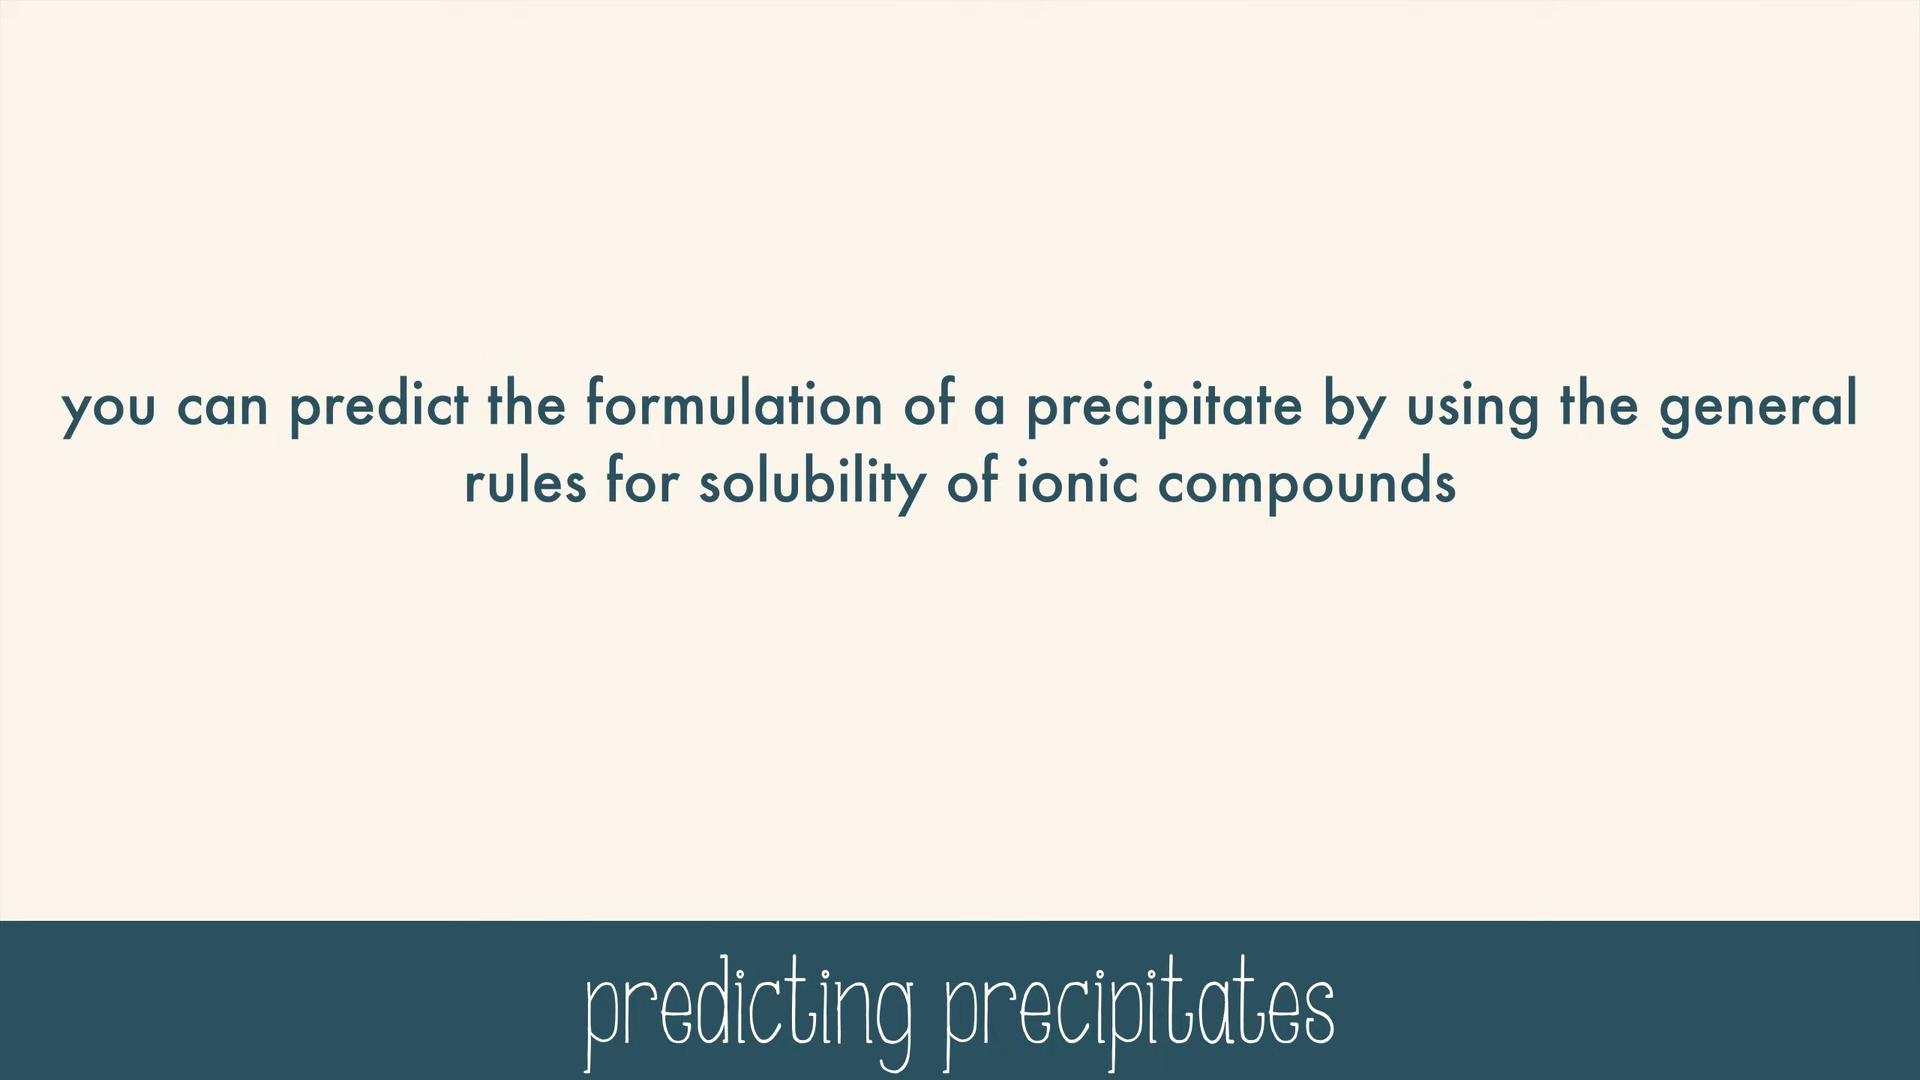 you can predict the formulation of a precipitate by using the general
rules for solubility of ionic compounds
predicting precipitates